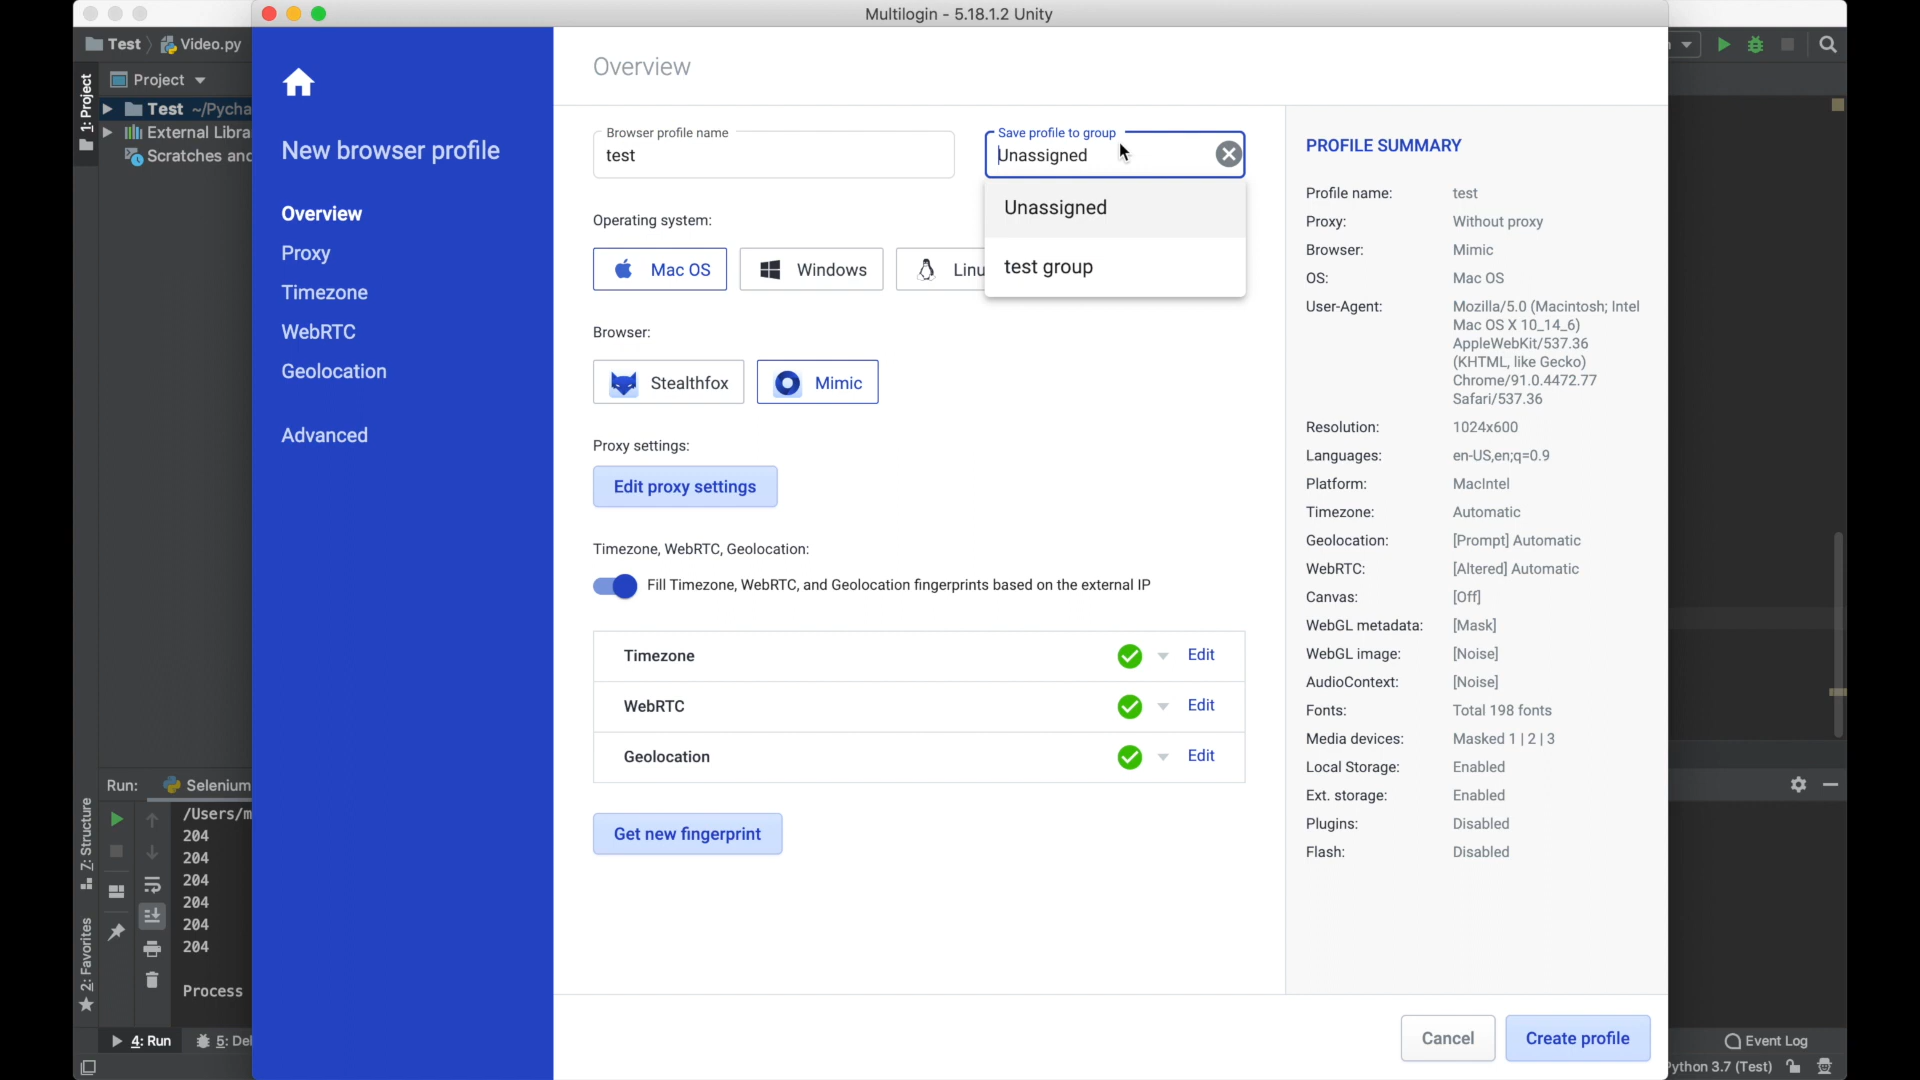 Multilogin - 5.18.1.2 Unity
Test
Video.py
Project
1: Project
Test ~/Pycha
External Libra
Scratches and
New browser profile
Overview
Proxy
Timezone
WebRTC
Geolocation
Advanced
Overview
Browser profile name
test
Save profile to group
Unassigned
Unassigned
test group
Operating system:
Mac OS
Windows
Linu
Browser:
Stealthfox
Mimic
Proxy settings:
Edit proxy settings
Timezone, WebRTC, Geolocation:
Fill Timezone, WebRTC, and Geolocation fingerprints based on the external IP
Timezone
Edit
WebRTC
Edit
Geolocation
Edit
Get new fingerprint
PROFILE SUMMARY
Profile name: test
Proxy: Without proxy
Browser: Mimic
OS: Mac OS
User-Agent: Mozilla/5.0 (Macintosh; Intel
Mac OS X 10_14_6)
AppleWebKit/537.36
(KHTML, like Gecko)
Chrome/91.0.4472.77
Safari/537.36
Resolution: 1024x600
Languages: en-US,en;q=0.9
Platform: MacIntel
Timezone: Automatic
Geolocation: [Prompt] Automatic
WebRTC: [Altered] Automatic
Canvas: [Off]
WebGL metadata: [Mask]
WebGL image: [Noise]
AudioContext: [Noise]
Fonts: Total 198 fonts
Media devices: Masked 1 | 2 | 3
Local Storage: Enabled
Ext. storage: Enabled
Plugins: Disabled
Flash: Disabled
Cancel
Create profile
Run:
Selenium
/Users/m
204
204
204
204
204
204
Process
Z: Structure
2: Favorites
4: Run
5: De
Event Log
Python 3.7 (Test)